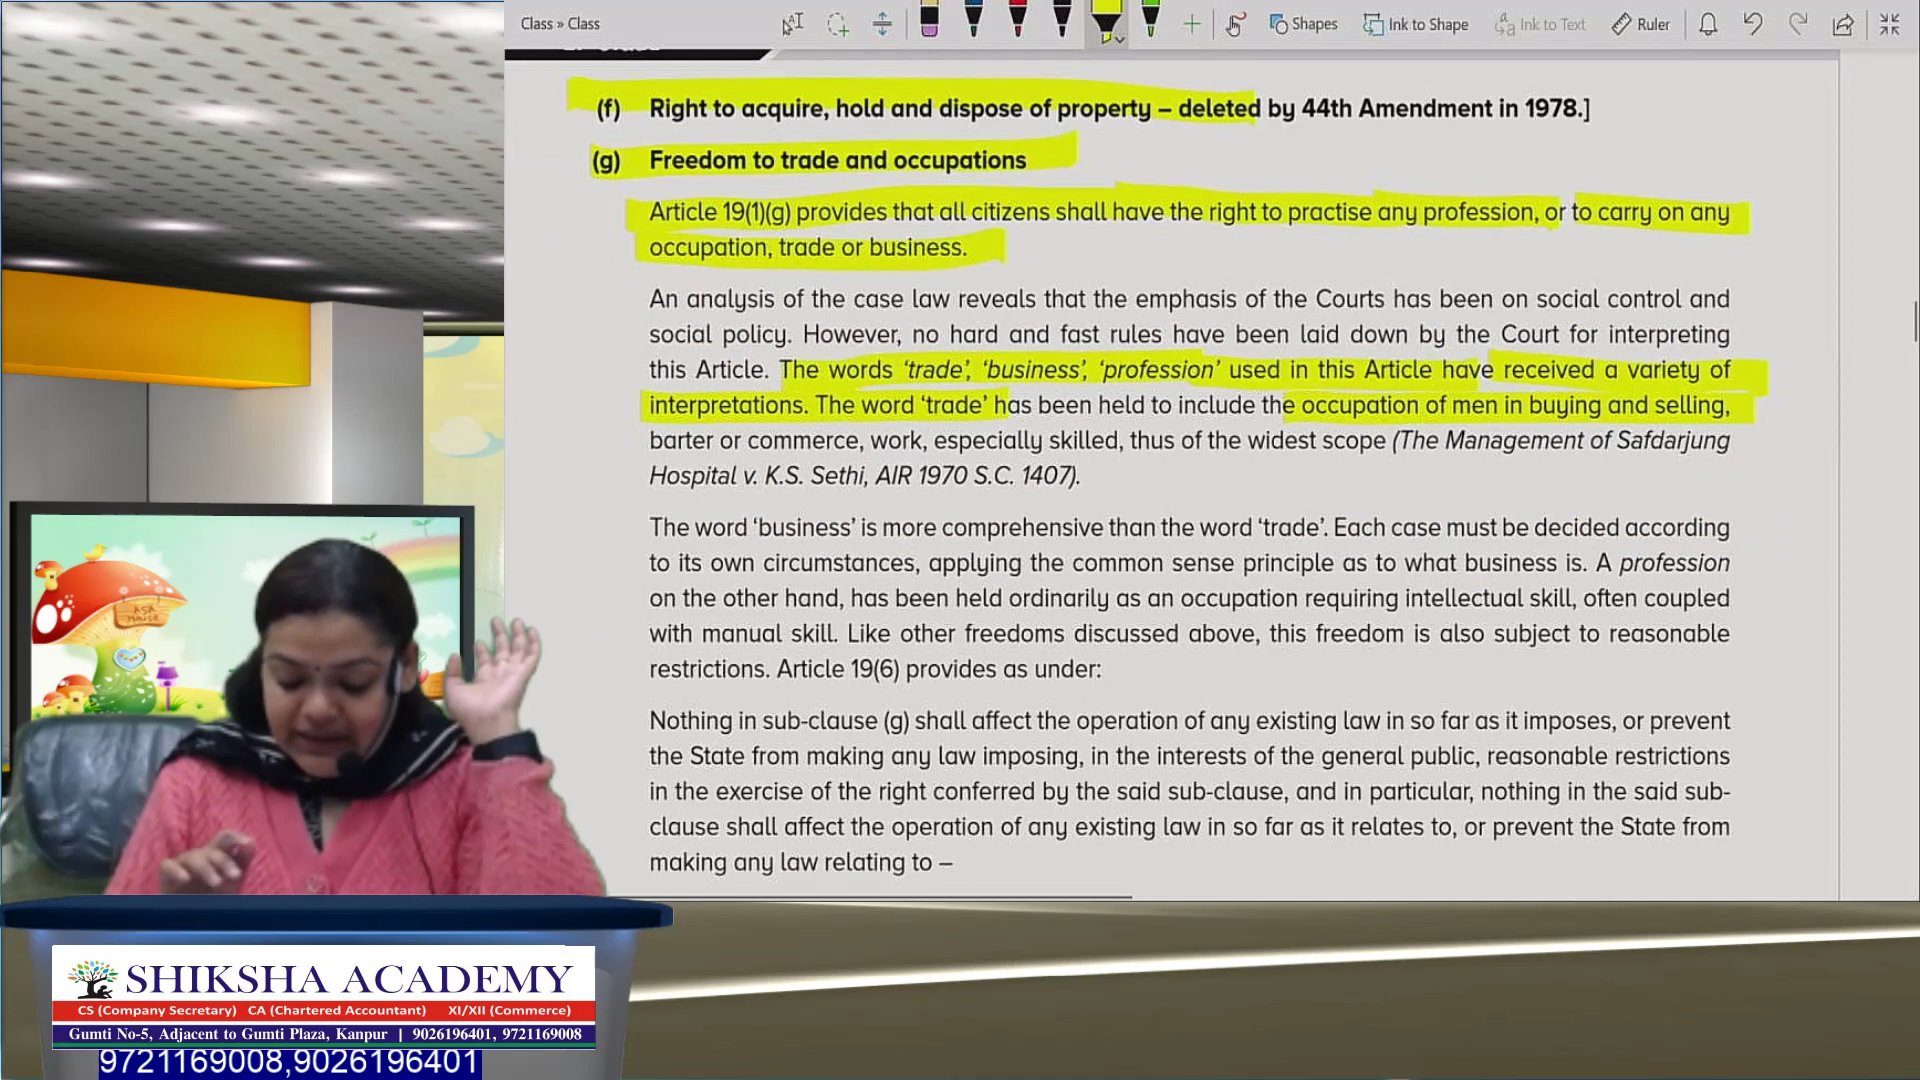 Class » Class
Shapes
Ink to Shape
Ink to Text
Ruler
(f) Right to acquire, hold and dispose of property – deleted by 44th Amendment in 1978.]
(g) Freedom to trade and occupations
Article 19(1)(g) provides that all citizens shall have the right to practise any profession, or to carry on any
occupation, trade or business.
An analysis of the case law reveals that the emphasis of the Courts has been on social control and
social policy. However, no hard and fast rules have been laid down by the Court for interpreting
this Article. The words ‘trade’, ‘business’, ‘profession’ used in this Article have received a variety of
interpretations. The word ‘trade’ has been held to include the occupation of men in buying and selling,
barter or commerce, work, especially skilled, thus of the widest scope (The Management of Safdarjung
Hospital v. K.S. Sethi, AIR 1970 S.C. 1407).
The word ‘business’ is more comprehensive than the word ‘trade’. Each case must be decided according
to its own circumstances, applying the common sense principle as to what business is. A profession
on the other hand, has been held ordinarily as an occupation requiring intellectual skill, often coupled
with manual skill. Like other freedoms discussed above, this freedom is also subject to reasonable
restrictions. Article 19(6) provides as under:
Nothing in sub-clause (g) shall affect the operation of any existing law in so far as it imposes, or prevent
the State from making any law imposing, in the interests of the general public, reasonable restrictions
in the exercise of the right conferred by the said sub-clause, and in particular, nothing in the said sub-
clause shall affect the operation of any existing law in so far as it relates to, or prevent the State from
making any law relating to –
SHIKSHA ACADEMY
CS (Company Secretary) CA (Chartered Accountant) XI/XII (Commerce)
Gumti No-5, Adjacent to Gumti Plaza, Kanpur | 9026196401, 9721169008
9721169008,9026196401